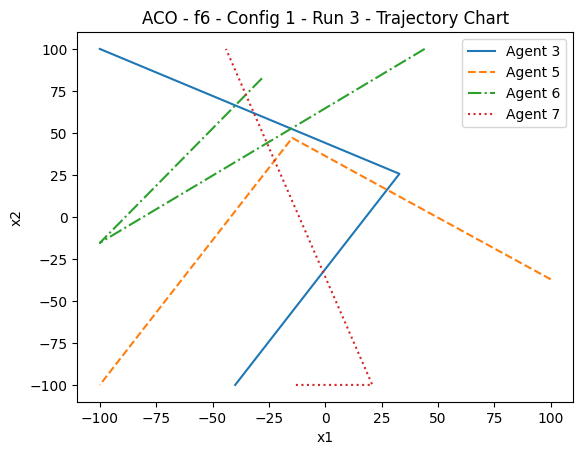 ACO - f6 - Config 1 - Run 3 - Trajectory Chart
Agent 3
Agent 5
Agent 6
Agent 7
x2
100
75
50
25
0
−25
−50
−75
−100
−100
−75
−50
−25
0
25
50
75
100
x1